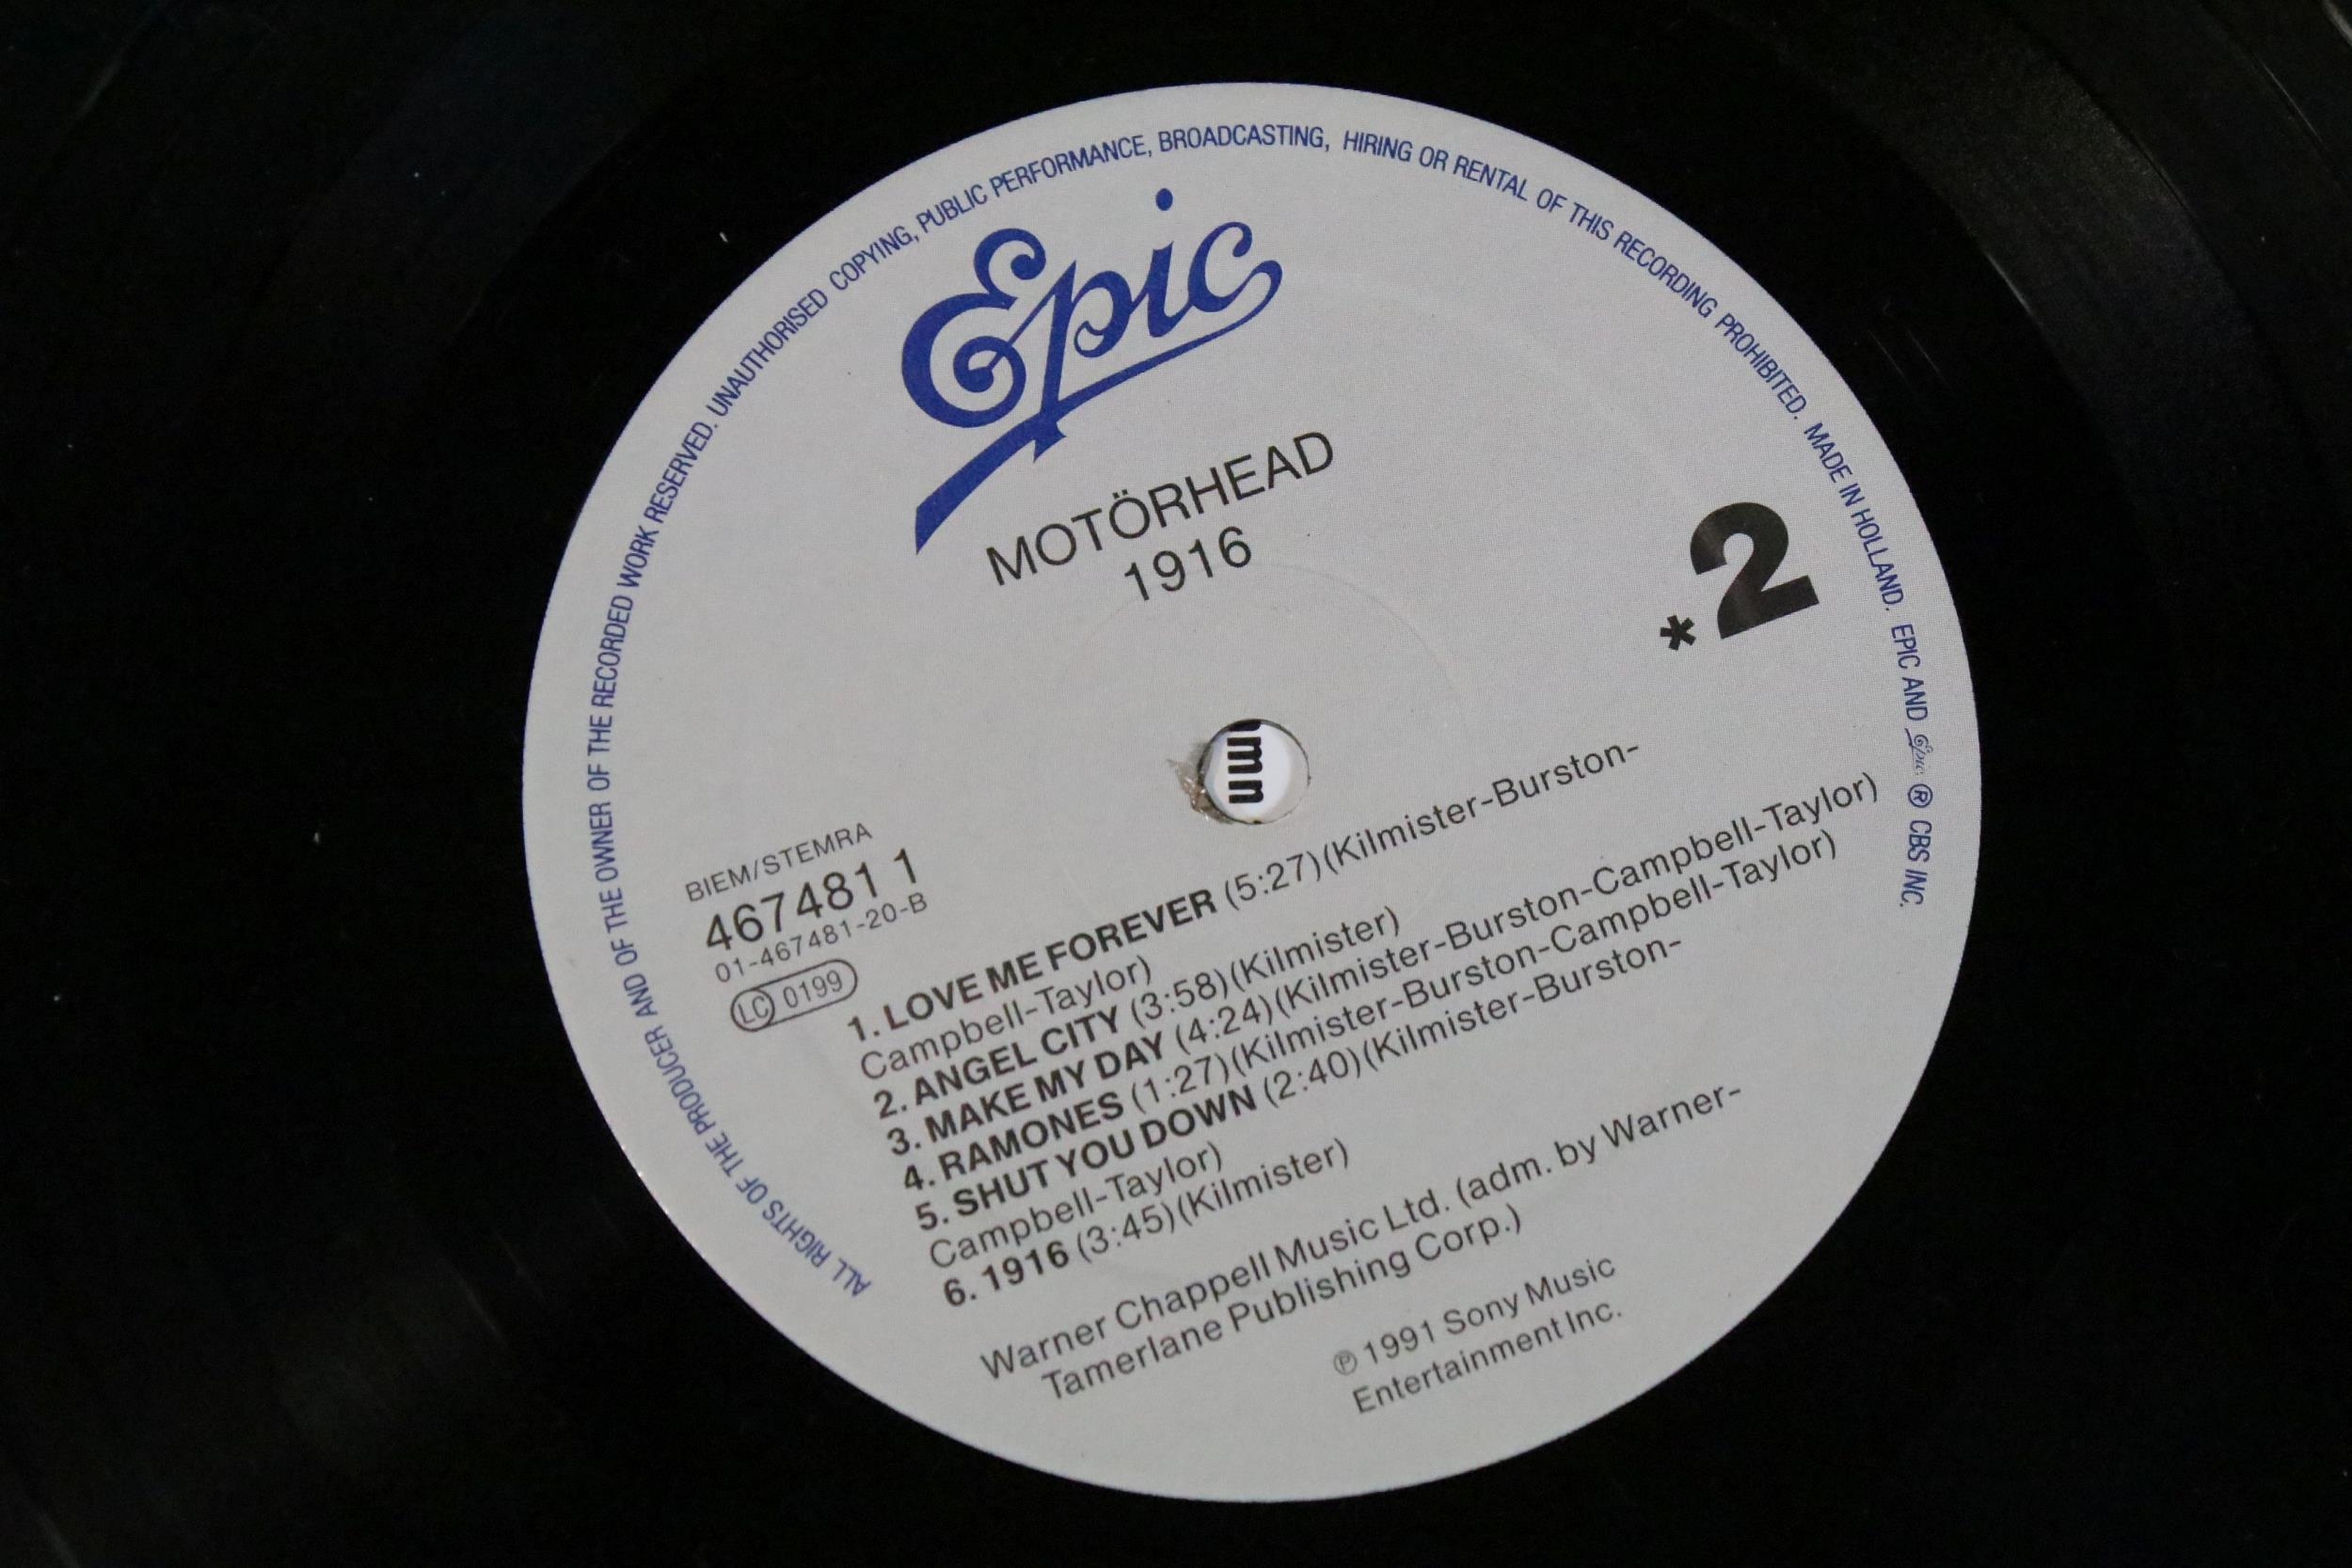 ALL RIGHTS OF THE PRODUCER AND OF THE OWNER OF THE RECORDED WORK RESERVED. UNAUTHORISED COPYING, PUBLIC PERFORMANCE, BROADCASTING, HIRING OR RENTAL OF THIS RECORDING PROHIBITED. MADE IN HOLLAND. EPIC AND Epic ® CBS INC.
Epic
MOTÖRHEAD
1916
*2
BIEM/STEMRA
467481 1
01-467481-20-B
LC 0199
1. LOVE ME FOREVER (5:27)(Kilmister-Burston-
Campbell-Taylor)
2. ANGEL CITY (3:58)(Kilmister)
3. MAKE MY DAY (4:24)(Kilmister-Burston-Campbell-Taylor)
4. RAMONES (1:27)(Kilmister-Burston-Campbell-Taylor)
5. SHUT YOU DOWN (2:40)(Kilmister-Burston-
Campbell-Taylor)
6. 1916 (3:45)(Kilmister)
Warner Chappell Music Ltd. (adm. by Warner-
Tamerlane Publishing Corp.)
℗ 1991 Sony Music
Entertainment Inc.